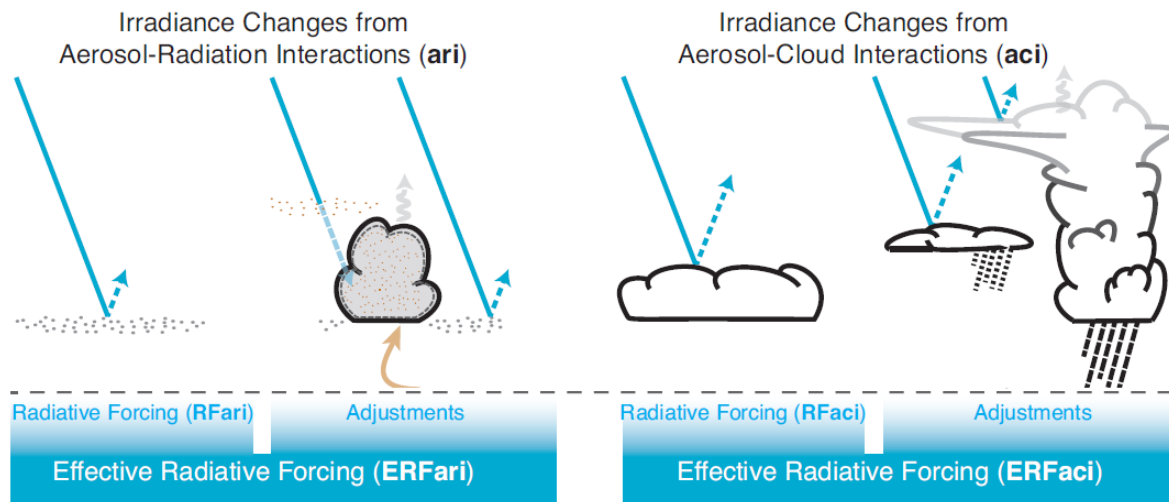 Irradiance Changes from
Aerosol-Radiation Interactions (ari)
Irradiance Changes from
Aerosol-Cloud Interactions (aci)
Radiative Forcing (RFari)
Adjustments
Radiative Forcing (RFaci)
Adjustments
Effective Radiative Forcing (ERFari)
Effective Radiative Forcing (ERFaci)